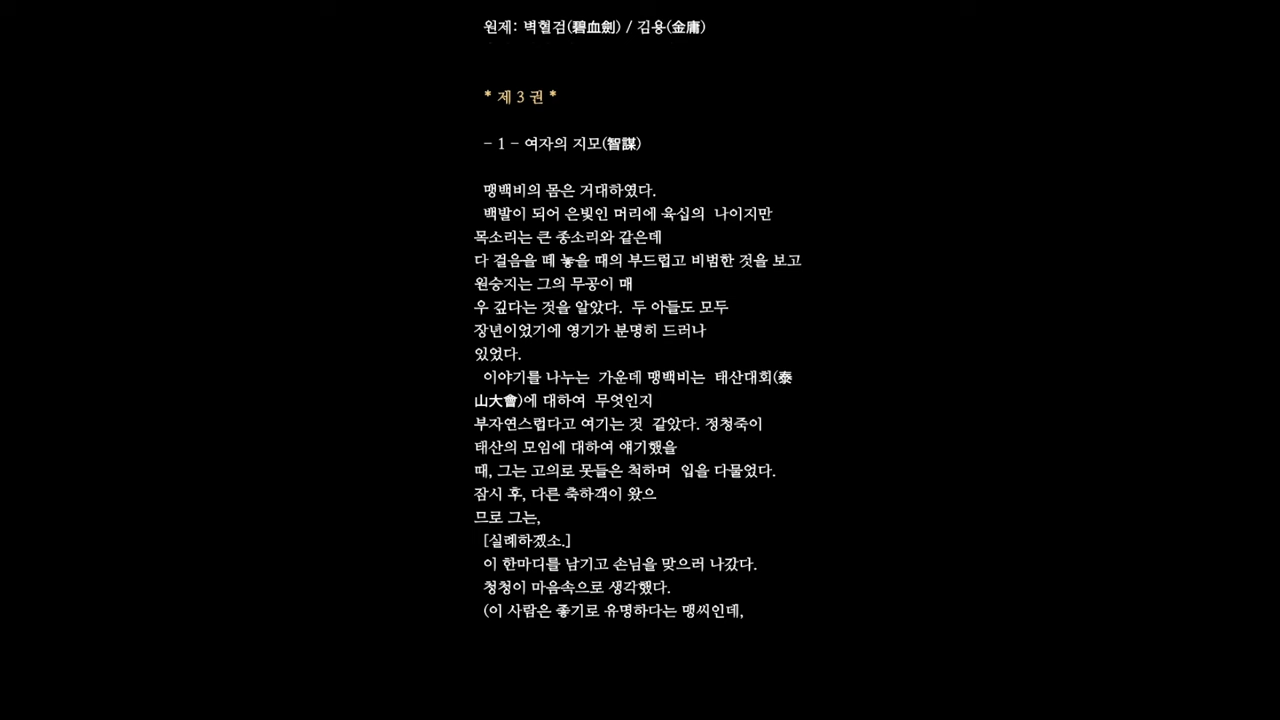 원제: 벽혈검(碧血劍) / 김용(金庸)
* 제 3 권 *
- 1 - 여자의 지모(智謀)
맹백비의 몸은 거대하였다.
백발이 되어 은빛인 머리에 육십의 나이지만
목소리는 큰 종소리와 같은데
다 걸음을 떼 놓을 때의 부드럽고 비범한 것을 보고
원승지는 그의 무공이 매
우 깊다는 것을 알았다. 두 아들도 모두
장년이었기에 영기가 분명히 드러나
있었다.
이야기를 나누는 가운데 맹백비는 태산대회(泰
山大會)에 대하여 무엇인지
부자연스럽다고 여기는 것 같았다. 정청죽이
태산의 모임에 대하여 얘기했을
때, 그는 고의로 못들은 척하며 입을 다물었다.
잠시 후, 다른 축하객이 왔으
므로 그는,
[실례하겠소.]
이 한마디를 남기고 손님을 맞으러 나갔다.
청청이 마음속으로 생각했다.
(이 사람은 좋기로 유명하다는 맹씨인데,